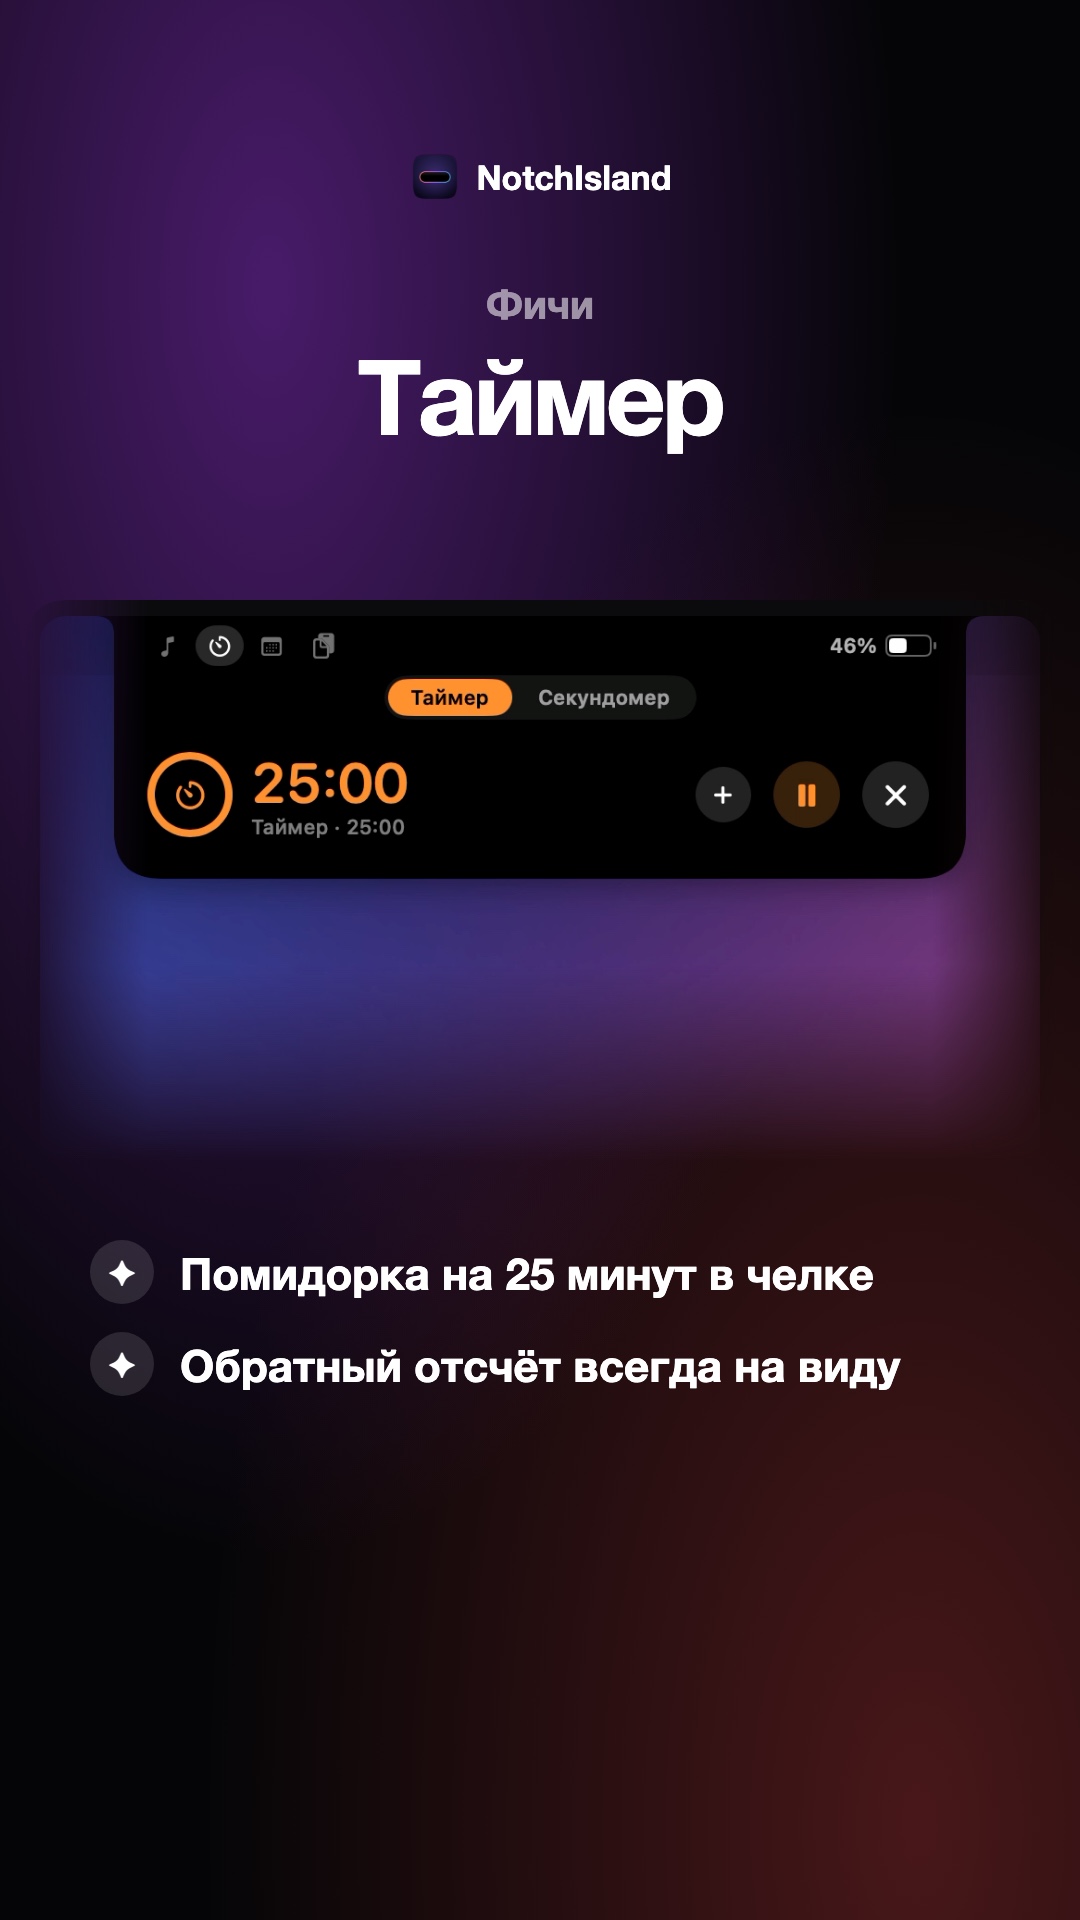 NotchIsland
Фичи
Таймер
46%
Таймер Секундомер
25:00
Таймер · 25:00
Помидорка на 25 минут в челке
Обратный отсчёт всегда на виду